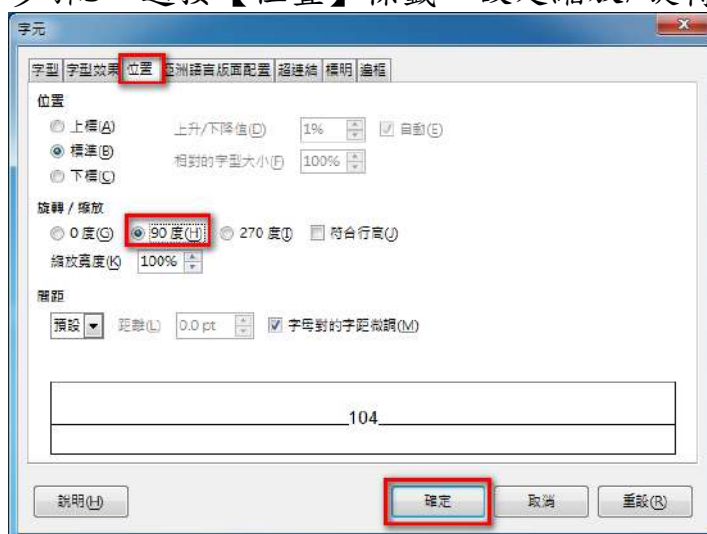 字元
字型 字型效果 位置 亞洲語言版面配置 超連結 標明 邊框
位置
上標(A) 上升/下降值(D) 1% 自動(E)
標準(B)
相對的字型大小(F) 100%
下標(C)
旋轉 / 縮放
0 度(G) 90 度(H) 270 度(I) 符合行高(J)
縮放寬度(K) 100%
間距
預設 距離(L) 0.0 pt 字母對的字距微調(M)
104
說明(H) 確定 取消 重設(R)